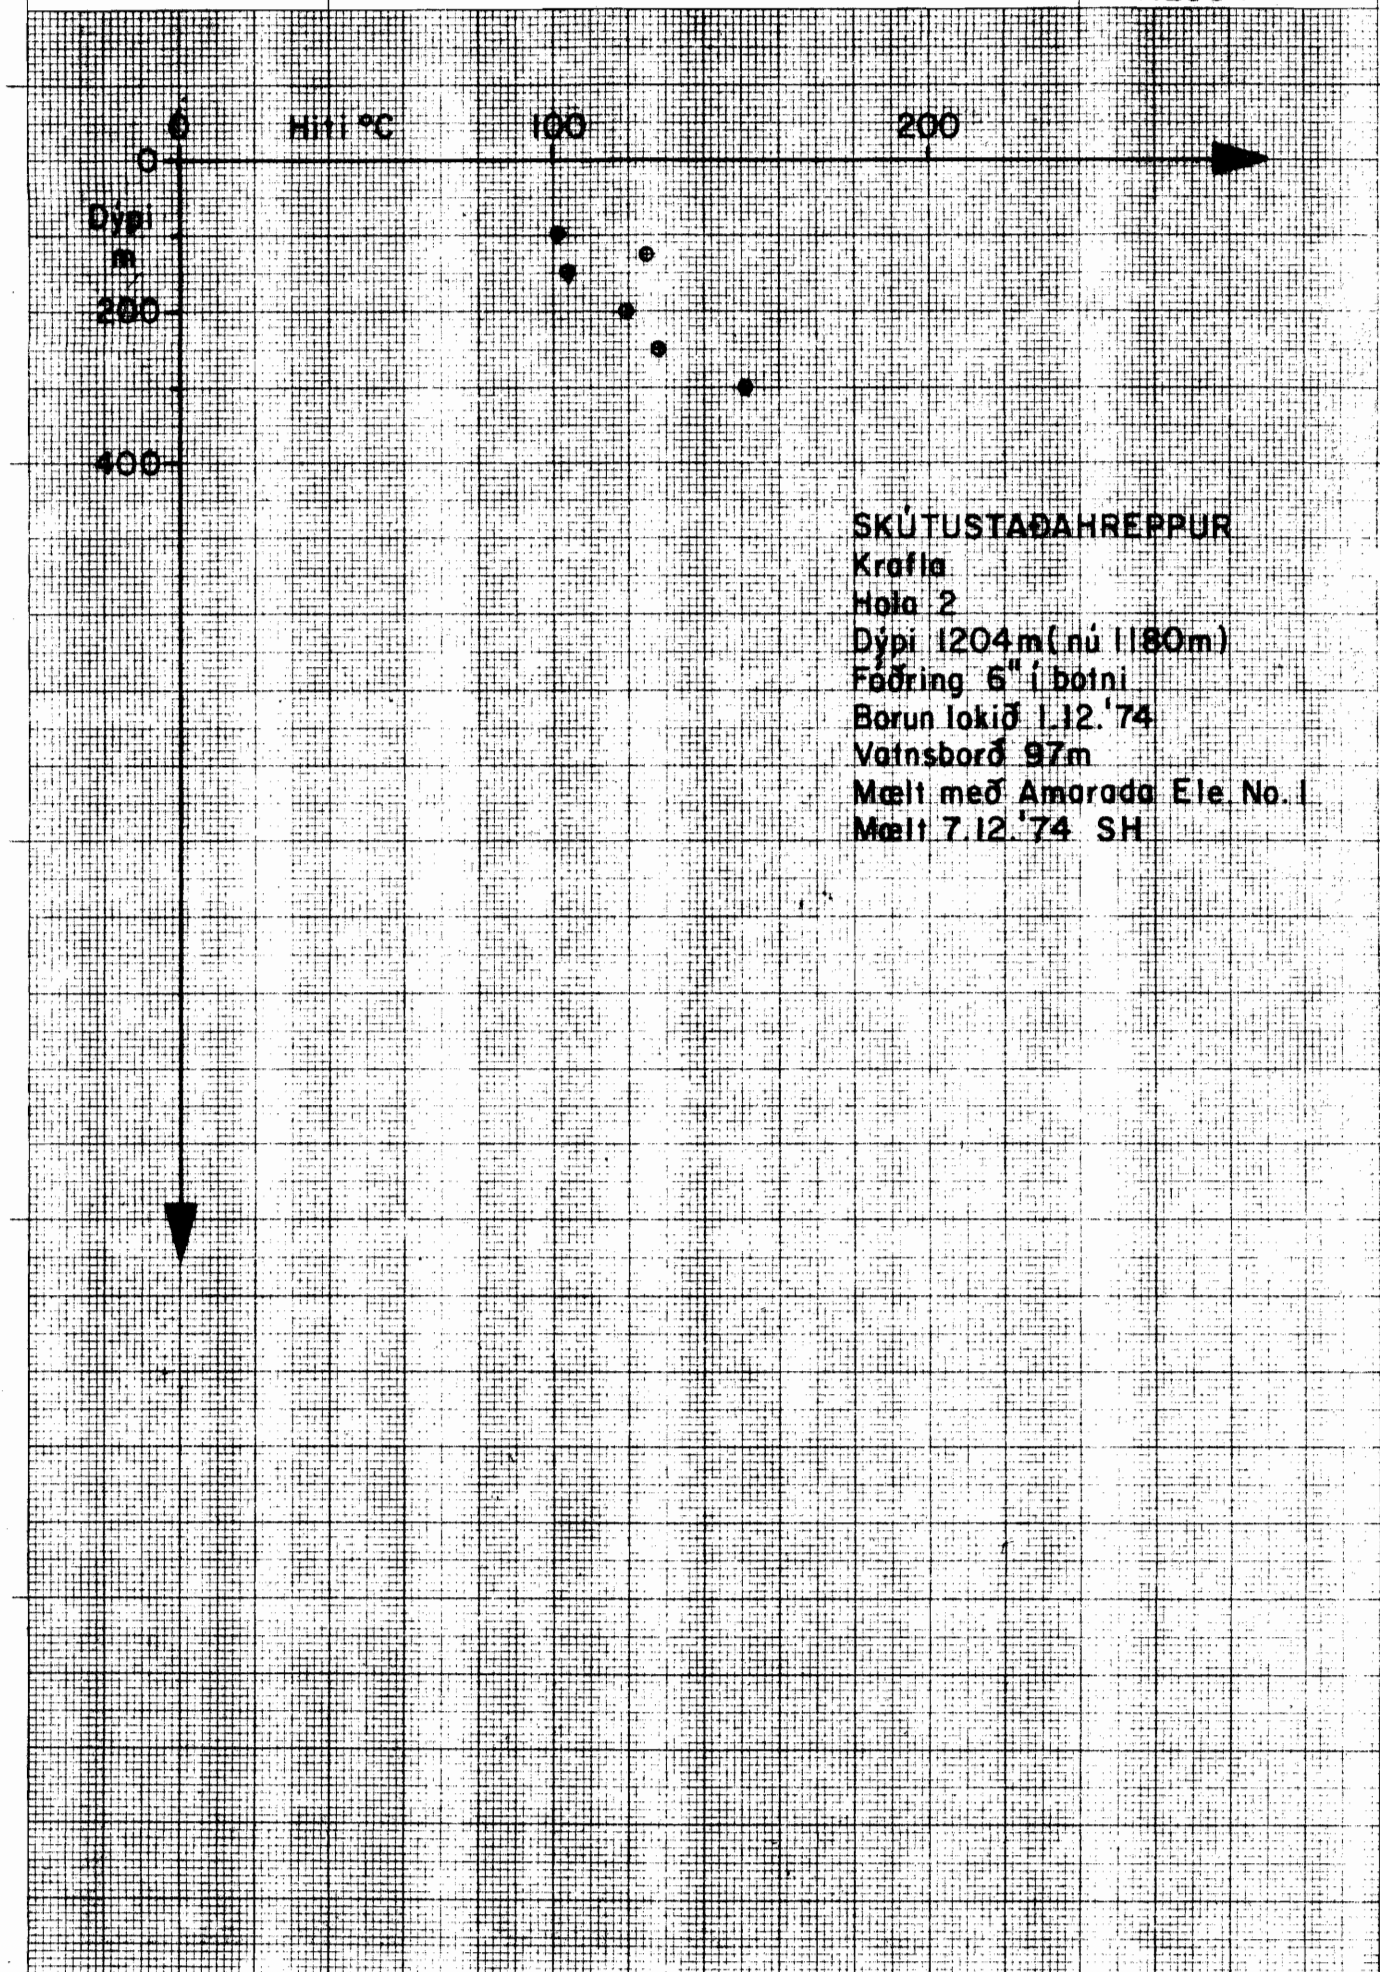 0 Hiti °C 100 200
0
Dýpi
m
200
400
SKÚTUSTAÐAHREPPUR
Krafla
Hola 2
Dýpi 1204m (nú 1180m)
Fóðring 6" í botni
Borun lokið 1.12.'74
Vatnsborð 97m
Mælt með Amarada Ele. No. 1
Mælt 7.12.'74 SH